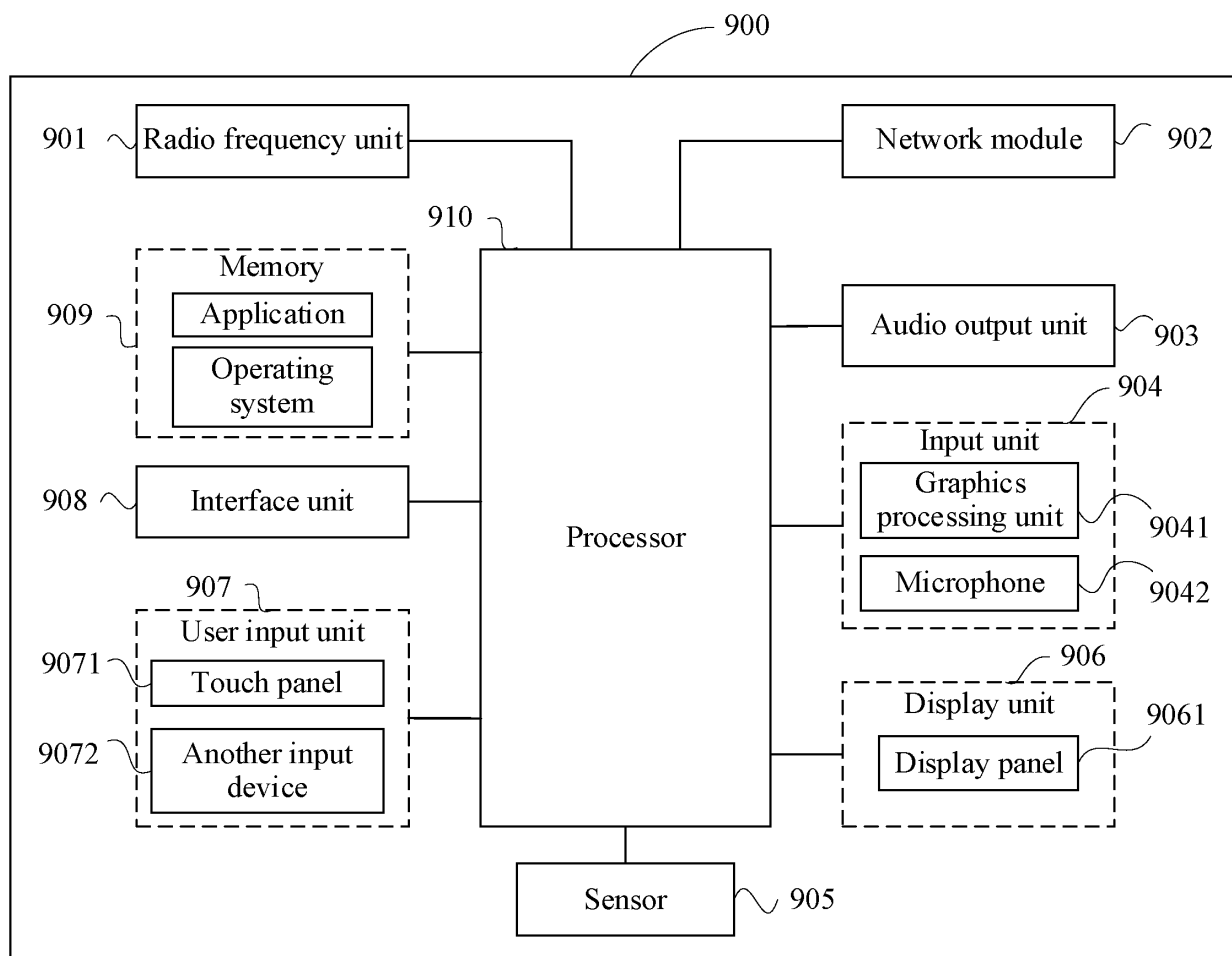 900
901
Radio frequency unit
Network module
902
910
Memory
Application
Operating
system
909
Audio output unit
903
904
Input unit
Graphics
processing unit
9041
Microphone
9042
908
Interface unit
Processor
907
User input unit
9071
Touch panel
9072
Another input
device
906
Display unit
9061
Display panel
Sensor
905